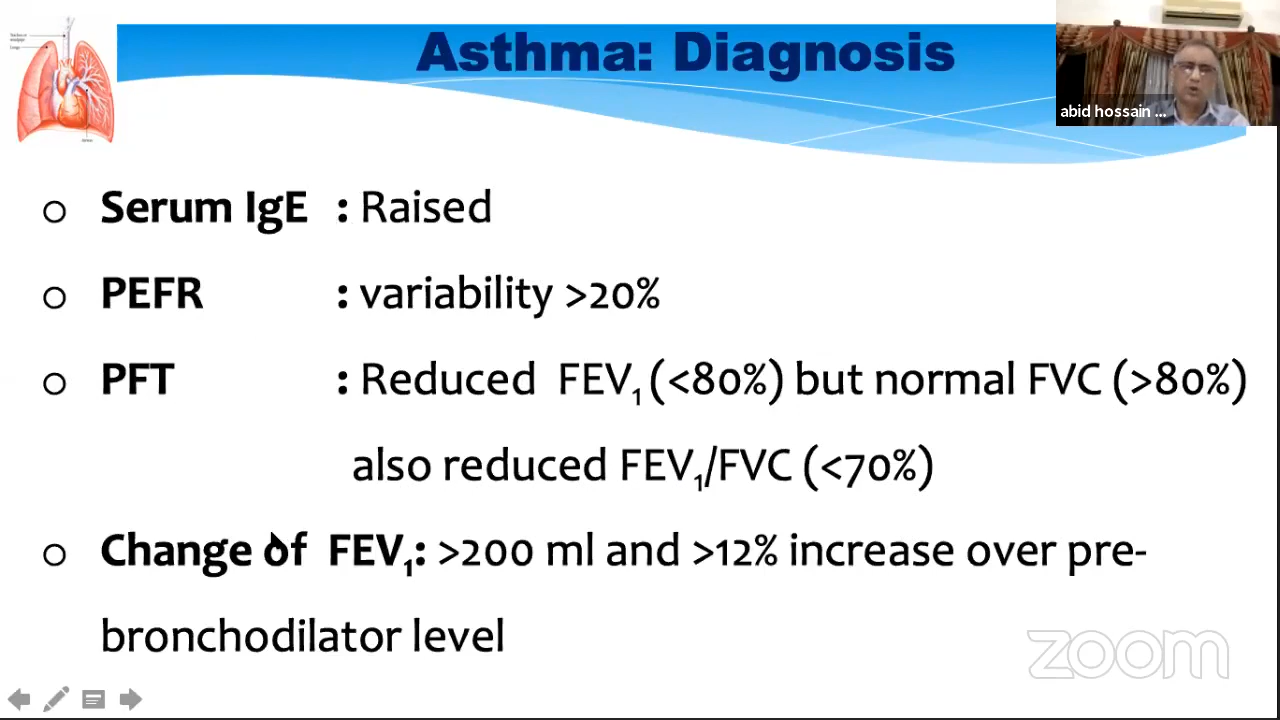 Asthma: Diagnosis
abid hossain ...
o Serum IgE : Raised
o PEFR : variability >20%
o PFT : Reduced FEV₁ (<80%) but normal FVC (>80%)
also reduced FEV₁/FVC (<70%)
o Change of FEV₁: >200 ml and >12% increase over pre-
bronchodilator level
zoom